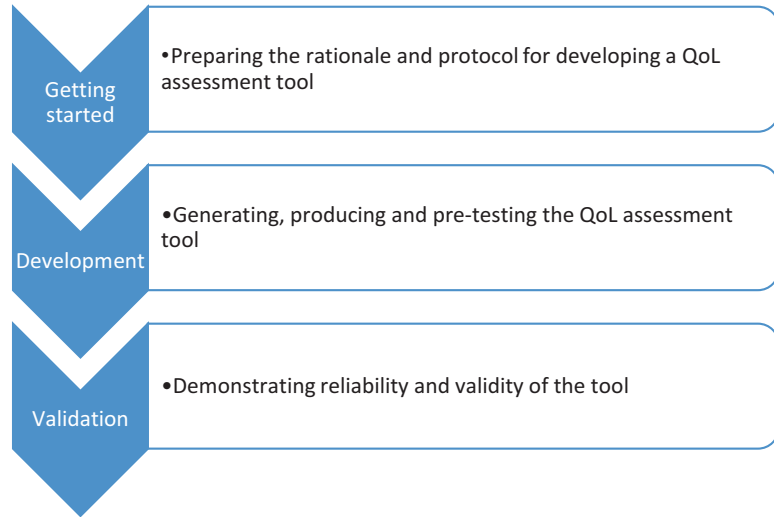 Getting
started
•Preparing the rationale and protocol for developing a QoL
assessment tool
Development
•Generating, producing and pre-testing the QoL assessment
tool
Validation
•Demonstrating reliability and validity of the tool